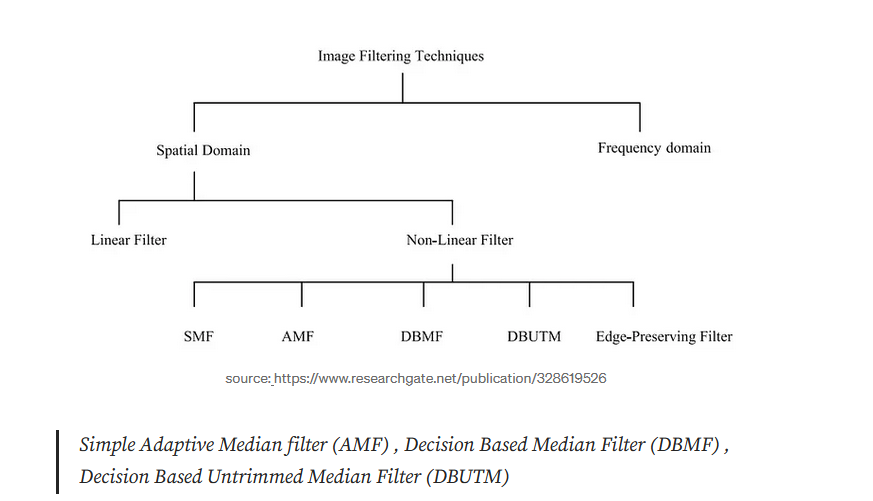 Image Filtering Techniques
Spatial Domain
Frequency domain
Linear Filter
Non-Linear Filter
SMF
AMF
DBMF
DBUTM
Edge-Preserving Filter
source: https://www.researchgate.net/publication/328619526
Simple Adaptive Median filter (AMF) , Decision Based Median Filter (DBMF) ,
Decision Based Untrimmed Median Filter (DBUTM)